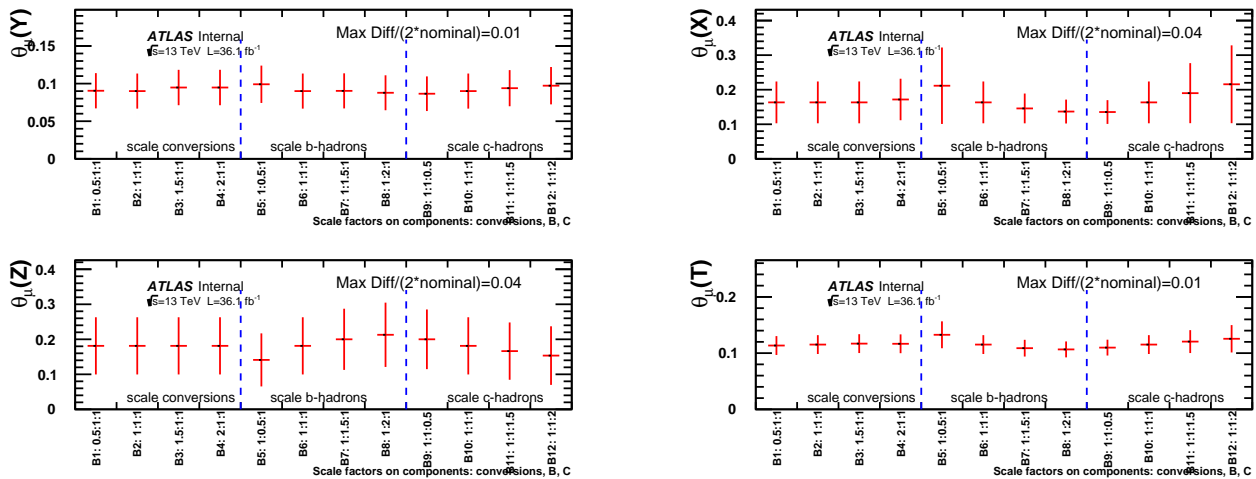 θμ(Y)
0.15
0.1
0.05
0
ATLAS Internal
√s=13 TeV L=36.1 fb-1
Max Diff/(2*nominal)=0.01
scale conversions
scale b-hadrons
scale c-hadrons
B1: 0.5:1:1
B2: 1:1:1
B3: 1.5:1:1
B4: 2:1:1
B5: 1:0.5:1
B6: 1:1:1
B7: 1:1.5:1
B8: 1:2:1
B9: 1:1:0.5
B10: 1:1:1
B11: 1:1:1.5
B12: 1:1:2
Scale factors on components: conversions, B, C
θμ(X)
0.4
0.3
0.2
0.1
0
ATLAS Internal
√s=13 TeV L=36.1 fb-1
Max Diff/(2*nominal)=0.04
scale conversions
scale b-hadrons
scale c-hadrons
B1: 0.5:1:1
B2: 1:1:1
B3: 1.5:1:1
B4: 2:1:1
B5: 1:0.5:1
B6: 1:1:1
B7: 1:1.5:1
B8: 1:2:1
B9: 1:1:0.5
B10: 1:1:1
B11: 1:1:1.5
B12: 1:1:2
Scale factors on components: conversions, B, C
θμ(Z)
0.4
0.3
0.2
0.1
0
ATLAS Internal
√s=13 TeV L=36.1 fb-1
Max Diff/(2*nominal)=0.04
scale conversions
scale b-hadrons
scale c-hadrons
B1: 0.5:1:1
B2: 1:1:1
B3: 1.5:1:1
B4: 2:1:1
B5: 1:0.5:1
B6: 1:1:1
B7: 1:1.5:1
B8: 1:2:1
B9: 1:1:0.5
B10: 1:1:1
B11: 1:1:1.5
B12: 1:1:2
Scale factors on components: conversions, B, C
θμ(T)
0.2
0.1
0
ATLAS Internal
√s=13 TeV L=36.1 fb-1
Max Diff/(2*nominal)=0.01
scale conversions
scale b-hadrons
scale c-hadrons
B1: 0.5:1:1
B2: 1:1:1
B3: 1.5:1:1
B4: 2:1:1
B5: 1:0.5:1
B6: 1:1:1
B7: 1:1.5:1
B8: 1:2:1
B9: 1:1:0.5
B10: 1:1:1
B11: 1:1:1.5
B12: 1:1:2
Scale factors on components: conversions, B, C